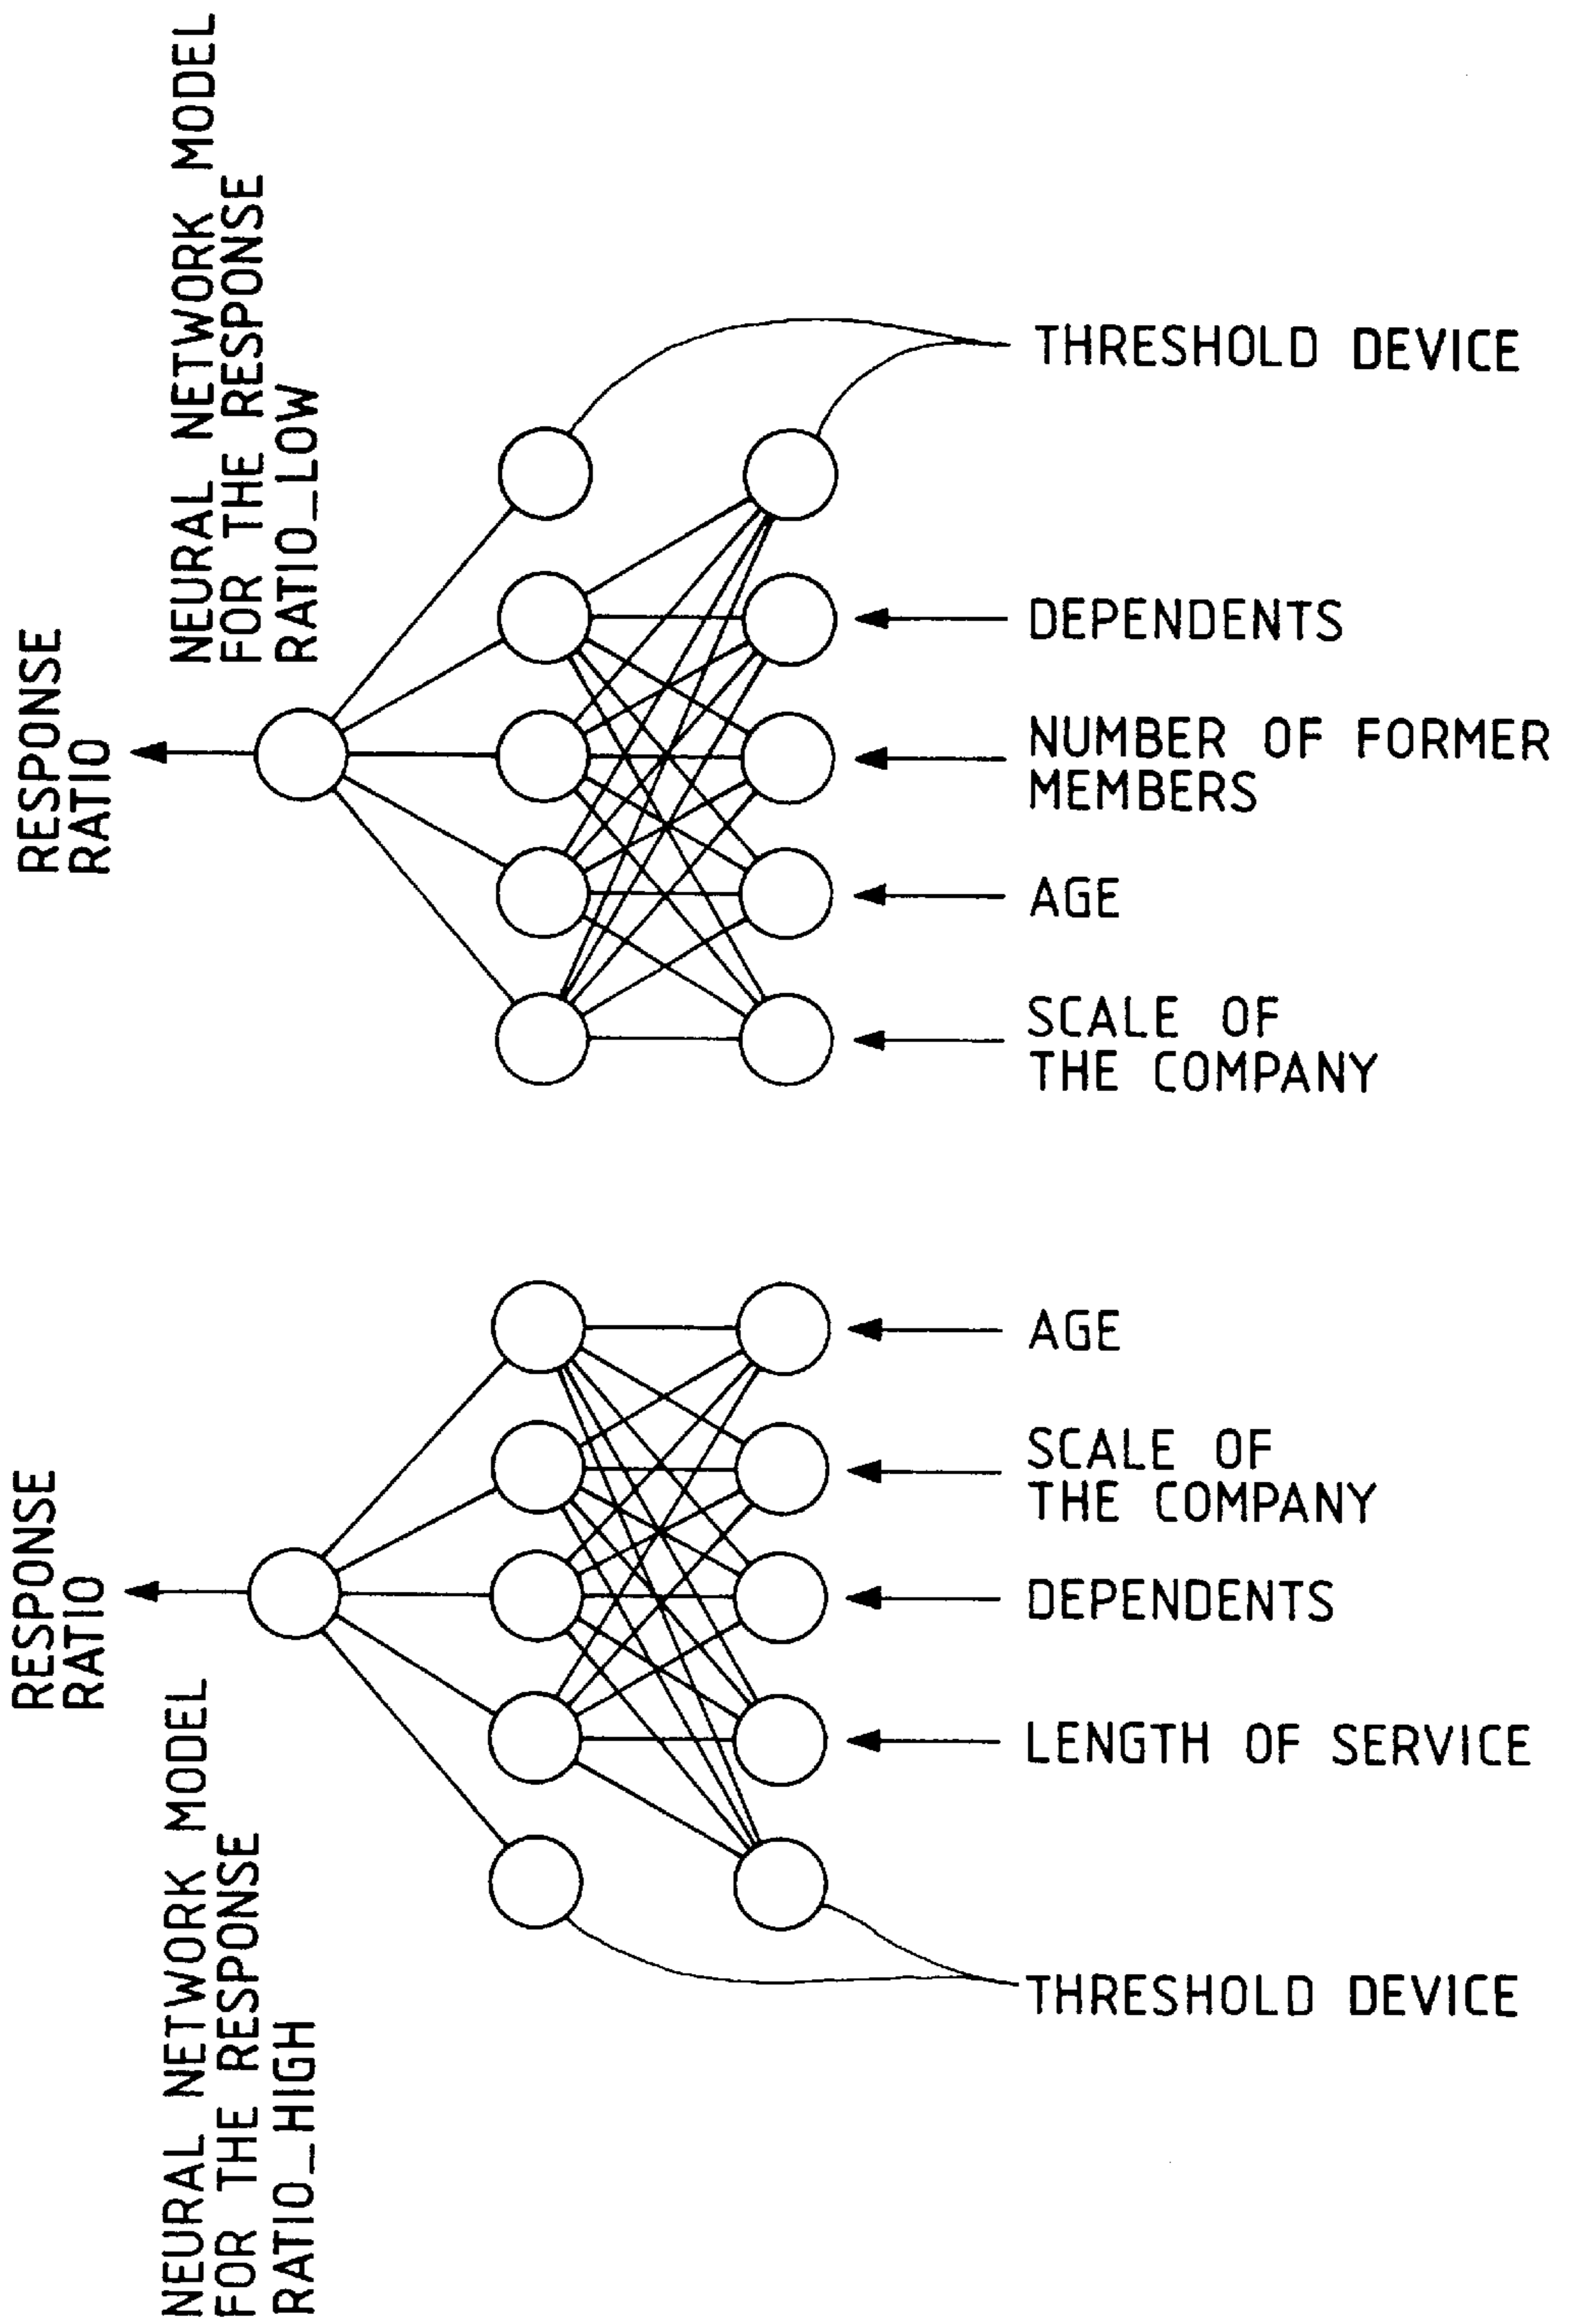 RESPONSE
RATIO
NEURAL NETWORK MODEL
FOR THE RESPONSE
RATIO_LOW
THRESHOLD DEVICE
DEPENDENTS
NUMBER OF FORMER
MEMBERS
AGE
SCALE OF
THE COMPANY
RESPONSE
RATIO
NEURAL NETWORK MODEL
FOR THE RESPONSE
RATIO_HIGH
AGE
SCALE OF
THE COMPANY
DEPENDENTS
LENGTH OF SERVICE
THRESHOLD DEVICE